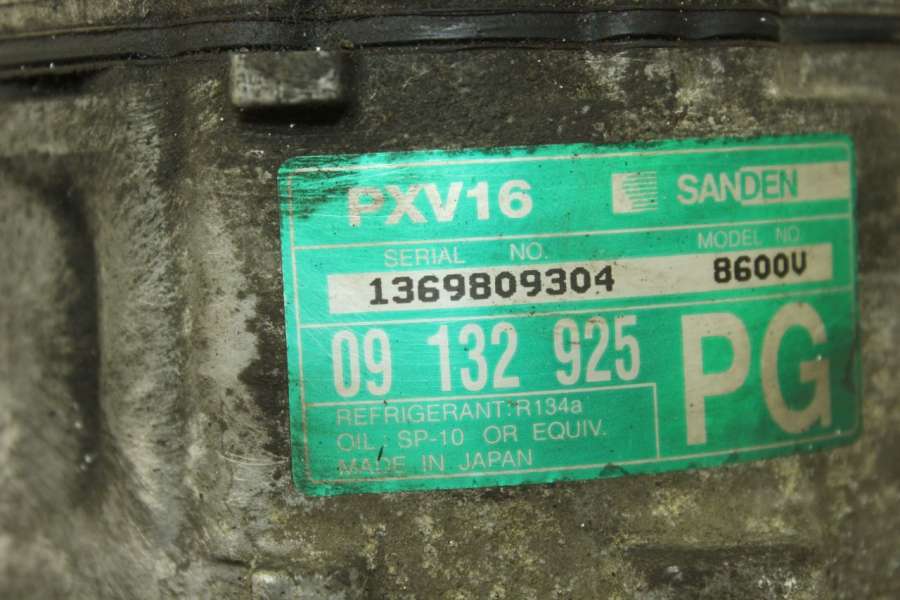 PXV16 SANDEN
SERIAL NO. MODEL NO.
1369809304 8600V
09 132 925 PG
REFRIGERANT:R134a
OIL: SP-10 OR EQUIV.
MADE IN JAPAN